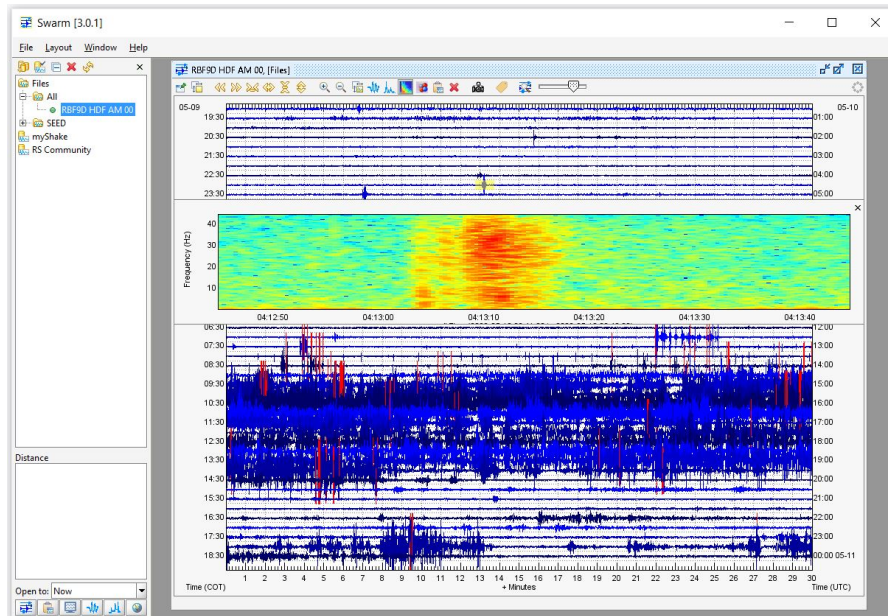 Swarm [3.0.1]
File Layout Window Help
Files
All
RBF9D HDF AM 00
SEED
myShake
RS Community
Distance
Open to: Now
RBF9D HDF AM 00, [Files]
05-09 05-10
19:30 01:00
20:30 02:00
21:30 03:00
22:30 04:00
23:30 05:00
Frequency (Hz)
40
30
20
10
04:12:50 04:13:00 04:13:10 04:13:20 04:13:30 04:13:40
06:30 12:00
07:30 13:00
08:30 14:00
09:30 15:00
10:30 16:00
11:30 17:00
12:30 18:00
13:30 19:00
14:30 20:00
15:30 21:00
16:30 22:00
17:30 23:00
18:30 00:00 05-11
1 2 3 4 5 6 7 8 9 10 11 12 13 14 15 16 17 18 19 20 21 22 23 24 25 26 27 28 29 30
Time (COT) + Minutes Time (UTC)